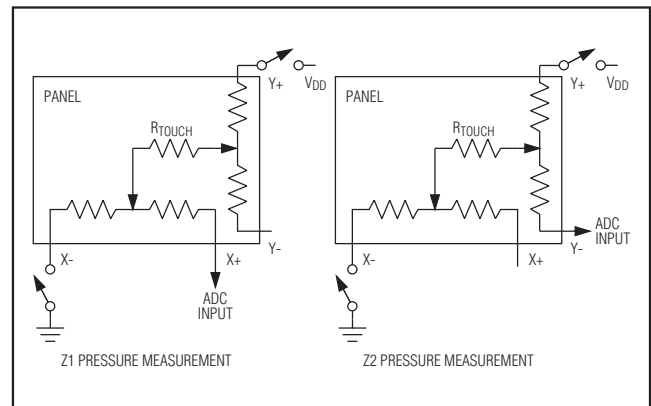 Y+
VDD
PANEL
RTOUCH
X-
X+
Y-
ADC
INPUT
Z1 PRESSURE MEASUREMENT
Y+
VDD
PANEL
RTOUCH
X-
X+
Y-
ADC
INPUT
Z2 PRESSURE MEASUREMENT